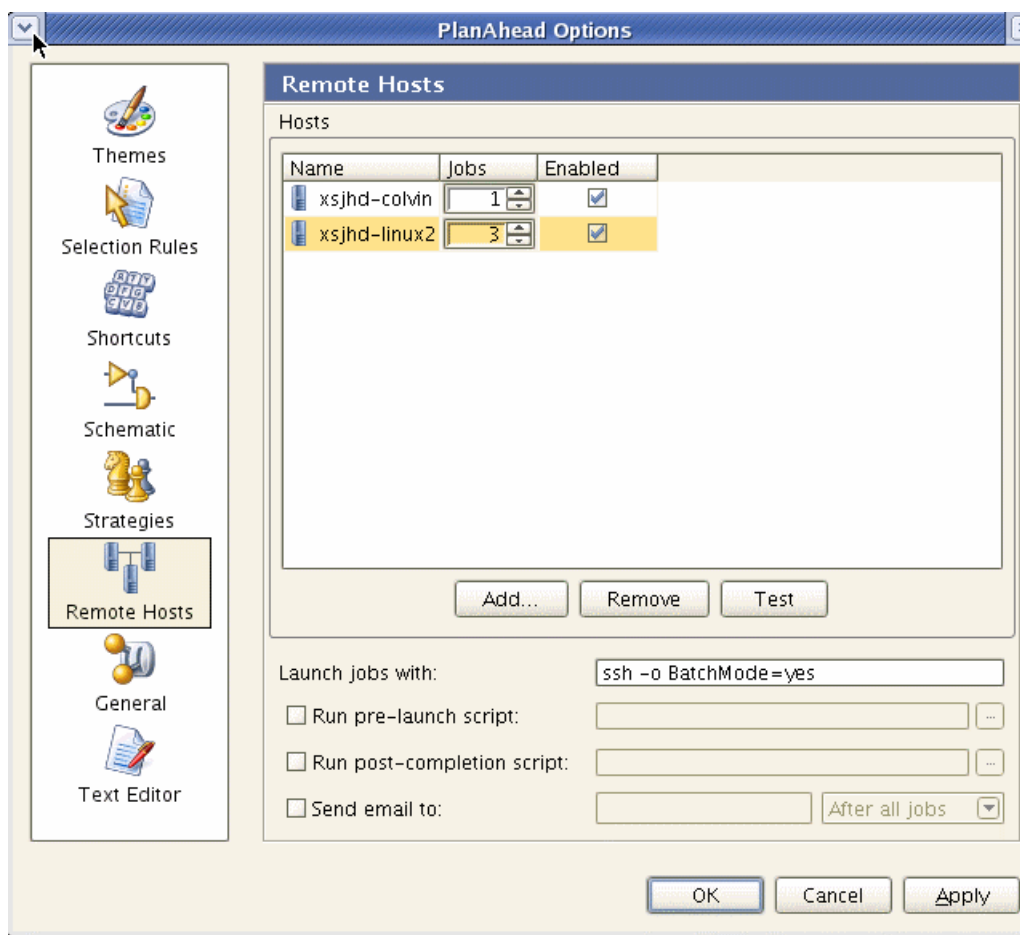 PlanAhead Options
Themes
Selection Rules
Shortcuts
Schematic
Strategies
Remote Hosts
General
Text Editor
Remote Hosts
Hosts
Name Jobs Enabled
xsjhd-colvin 1
xsjhd-linux2 3
Add... Remove Test
Launch jobs with: ssh -o BatchMode=yes
Run pre-launch script: ...
Run post-completion script: ...
Send email to: After all jobs
OK Cancel Apply